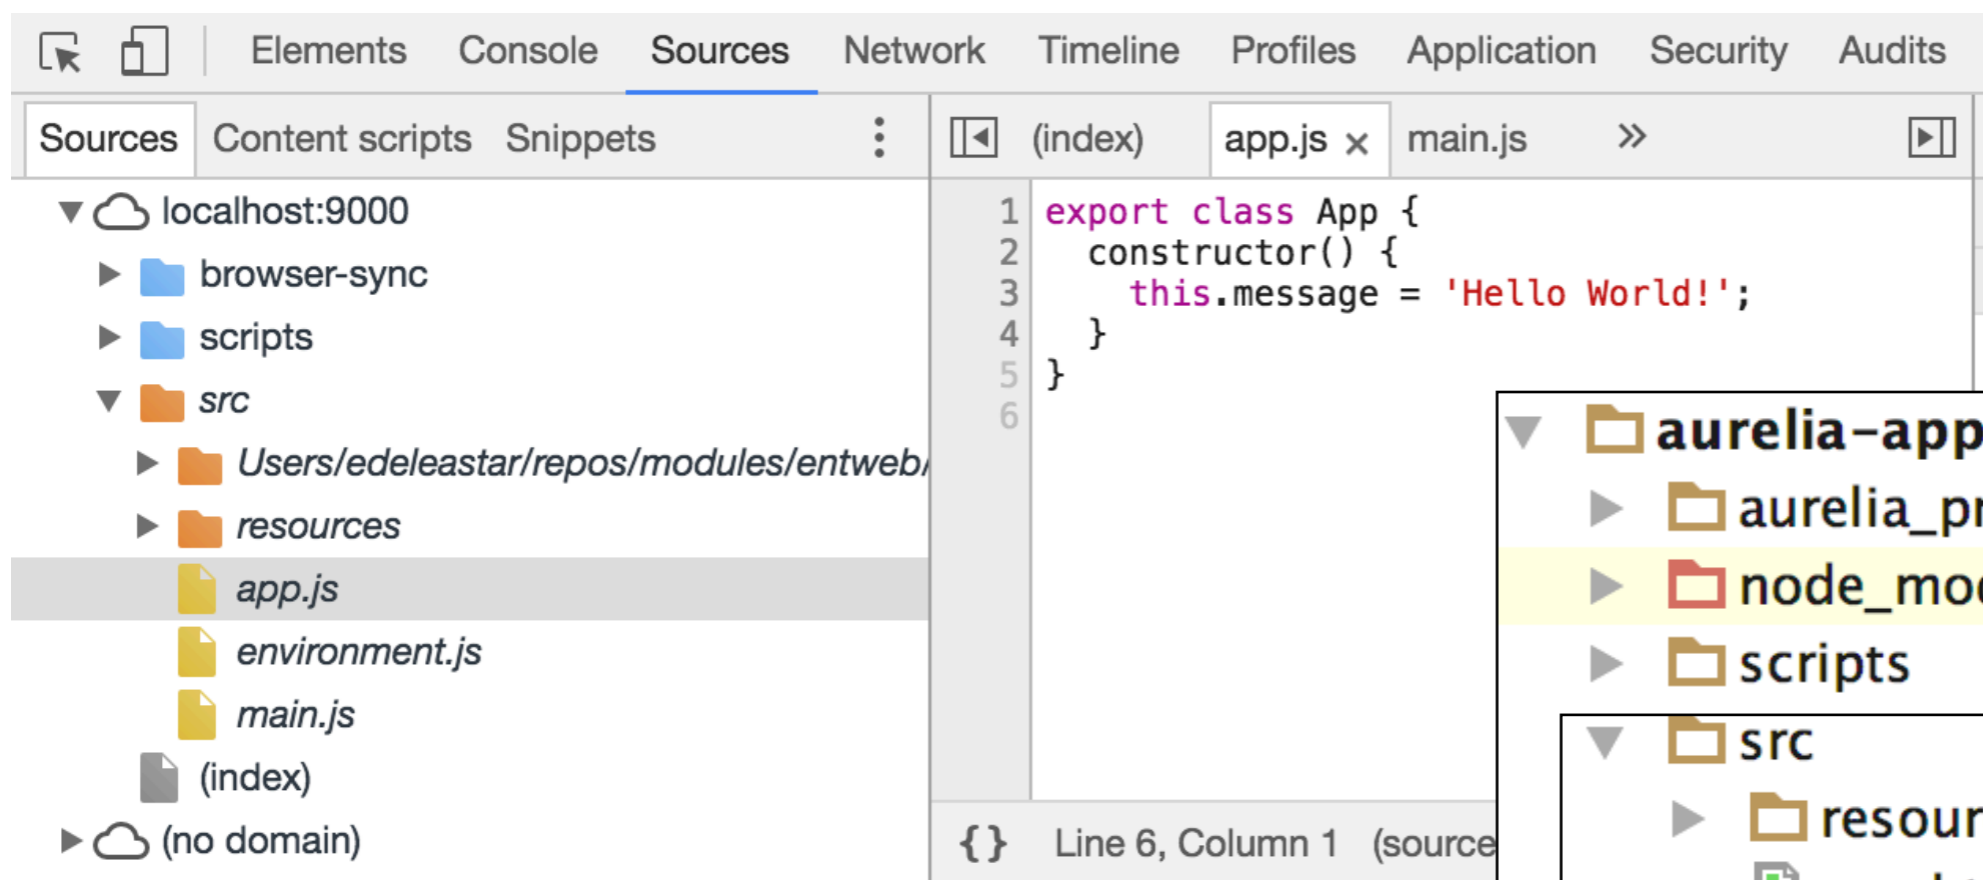 Elements Console Sources Network Timeline Profiles Application Security Audits
Sources Content scripts Snippets
(index) app.js × main.js »
localhost:9000
browser-sync
scripts
src
Users/edeleastar/repos/modules/entweb/
resources
app.js
environment.js
main.js
(index)
(no domain)
1 export class App {
2 constructor() {
3 this.message = 'Hello World!';
4 }
5 }
6
{} Line 6, Column 1 (source
aurelia-app
aurelia_pr
node_mod
scripts
src
resour